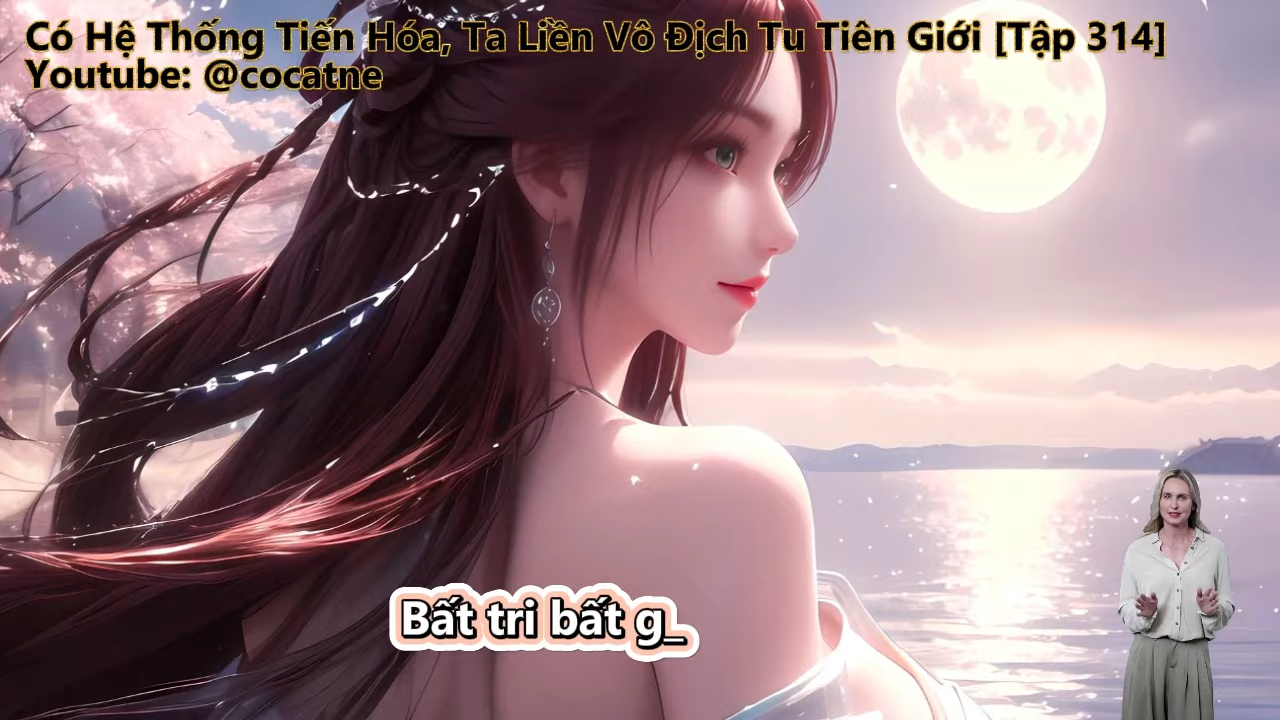 Có Hệ Thống Tiến Hóa, Ta Liền Vô Địch Tu Tiên Giới [Tập 314]
Youtube: @cocatne
Bất tri bất g_